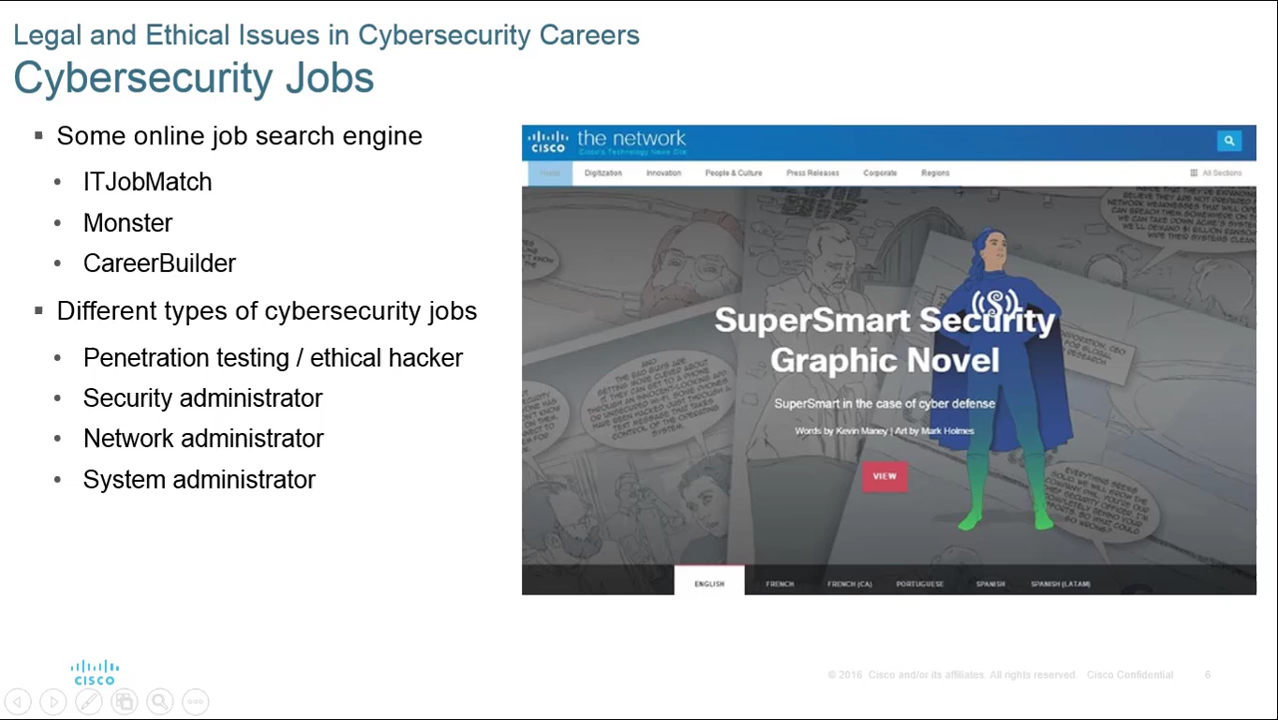 Legal and Ethical Issues in Cybersecurity Careers
Cybersecurity Jobs
Some online job search engine
ITJobMatch
Monster
CareerBuilder
Different types of cybersecurity jobs
Penetration testing / ethical hacker
Security administrator
Network administrator
System administrator
CISCO
the network
Cisco's Technology News Site
Home
Digitization
Innovation
People & Culture
Press Releases
Corporate
Regions
All Sections
SuperSmart Security
Graphic Novel
SuperSmart in the case of cyber defense
Words by Kevin Maney | Art by Mark Holmes
VIEW
ENGLISH
FRENCH
FRENCH (CA)
PORTUGUESE
SPANISH
SPANISH (LATAM)
CISCO
© 2016 Cisco and/or its affiliates. All rights reserved. Cisco Confidential
6